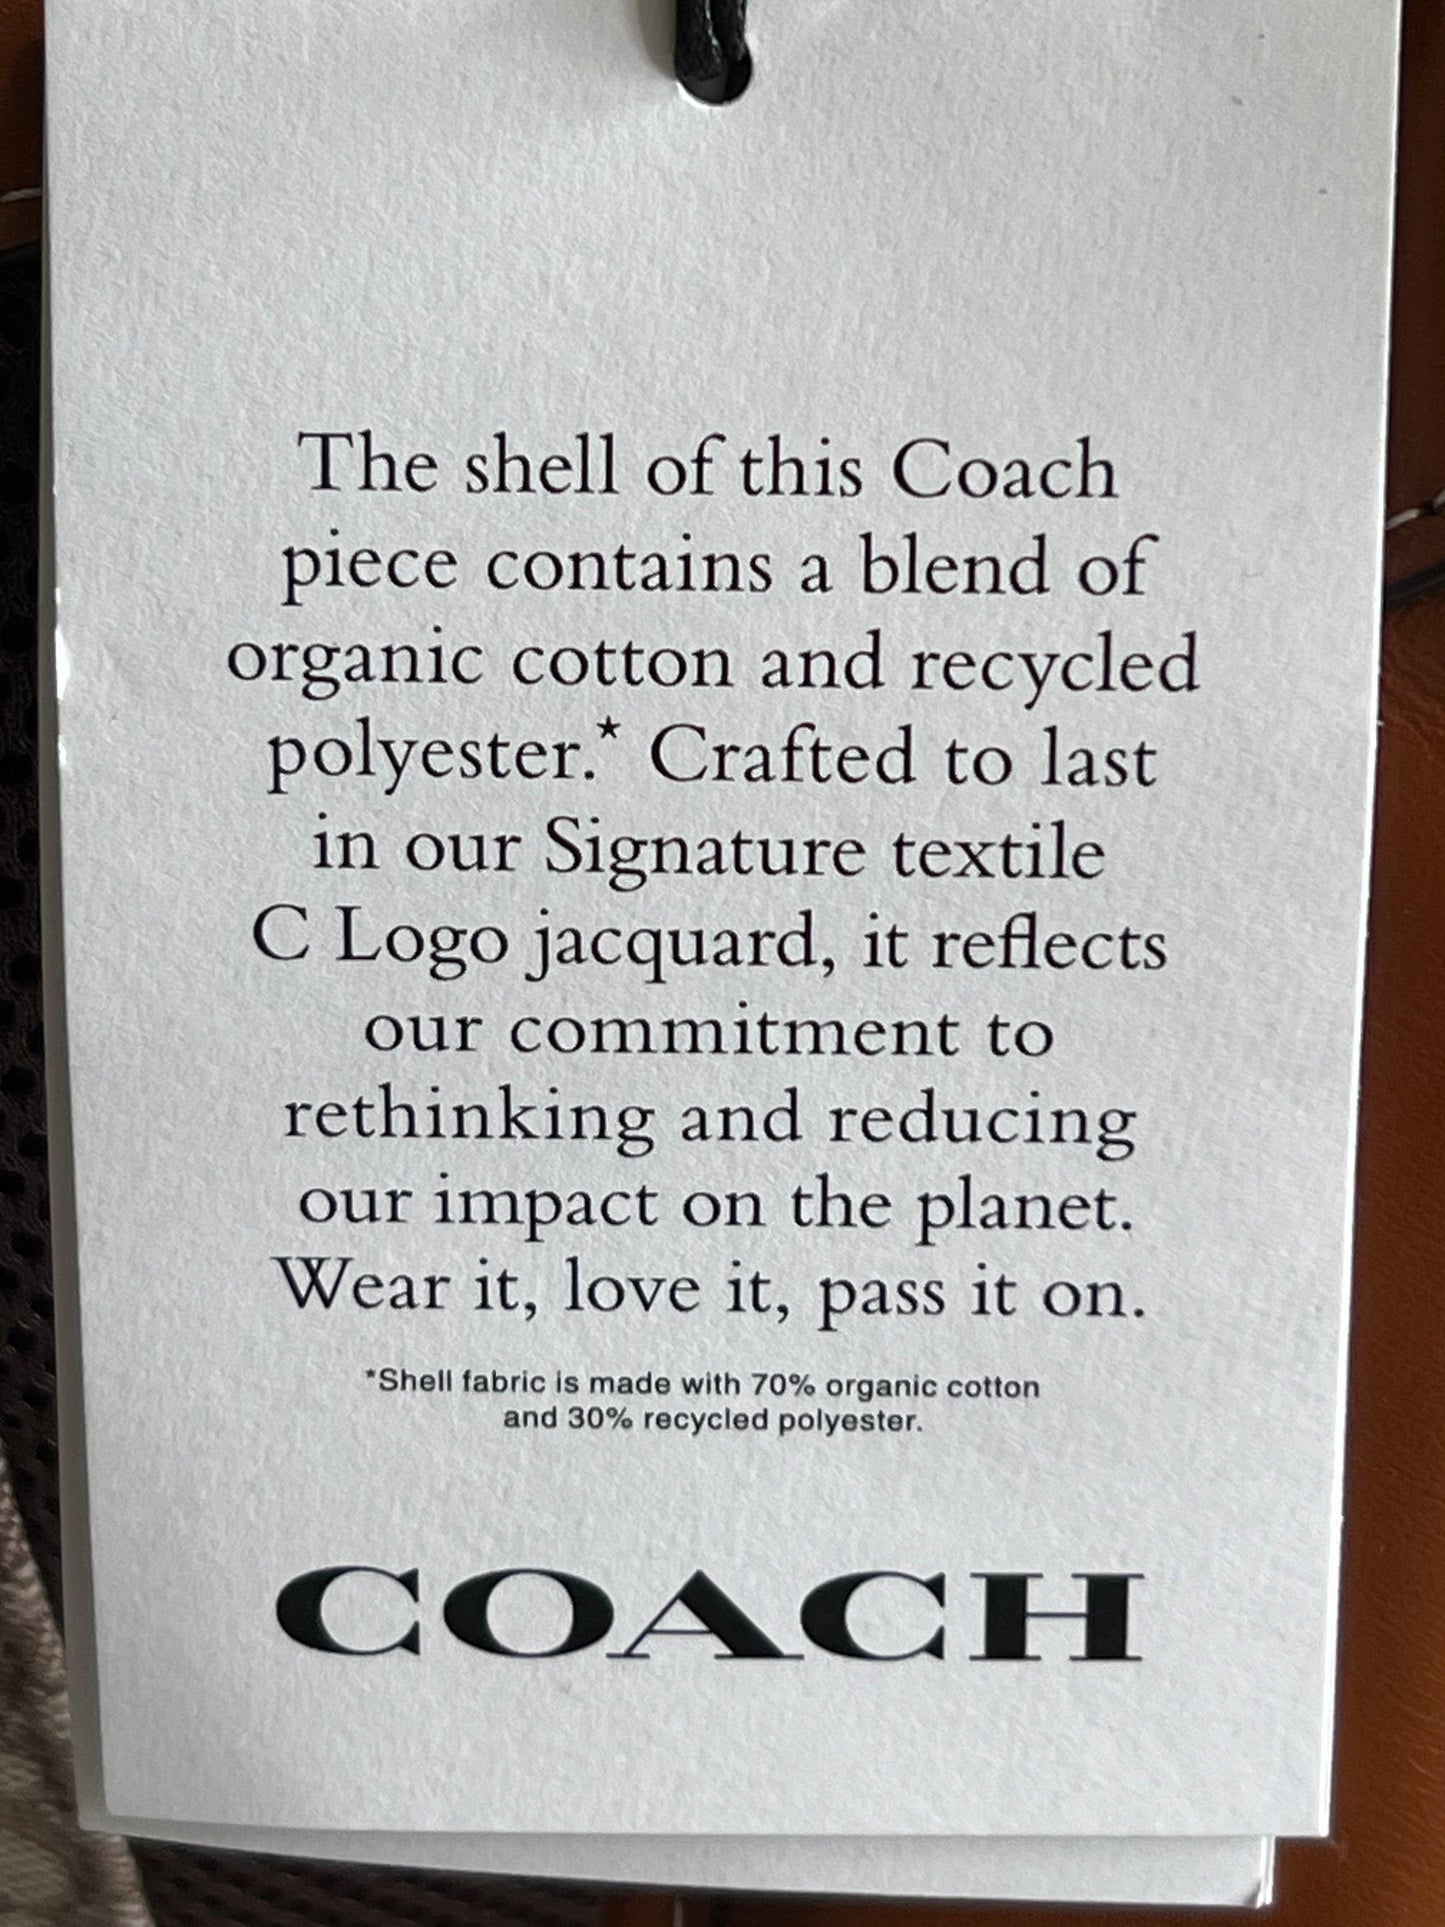 The shell of this Coach
piece contains a blend of
organic cotton and recycled
polyester.* Crafted to last
in our Signature textile
C Logo jacquard, it reflects
our commitment to
rethinking and reducing
our impact on the planet.
Wear it, love it, pass it on.
*Shell fabric is made with 70% organic cotton
and 30% recycled polyester.
COACH